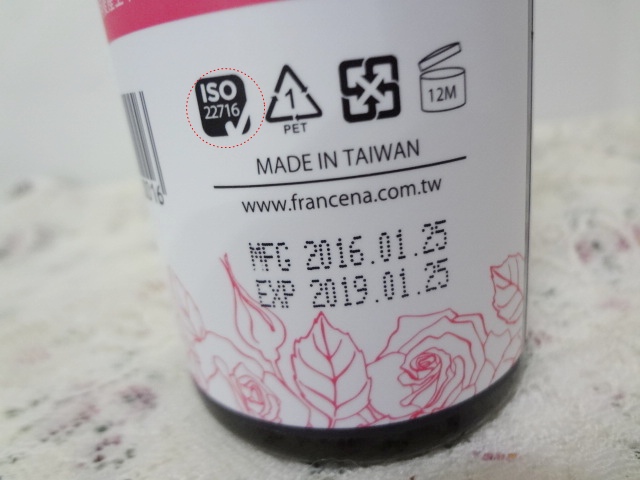 ISO
22716
1
PET
12M
MADE IN TAIWAN
www.francena.com.tw
MFG 2016.01.25
EXP 2019.01.25